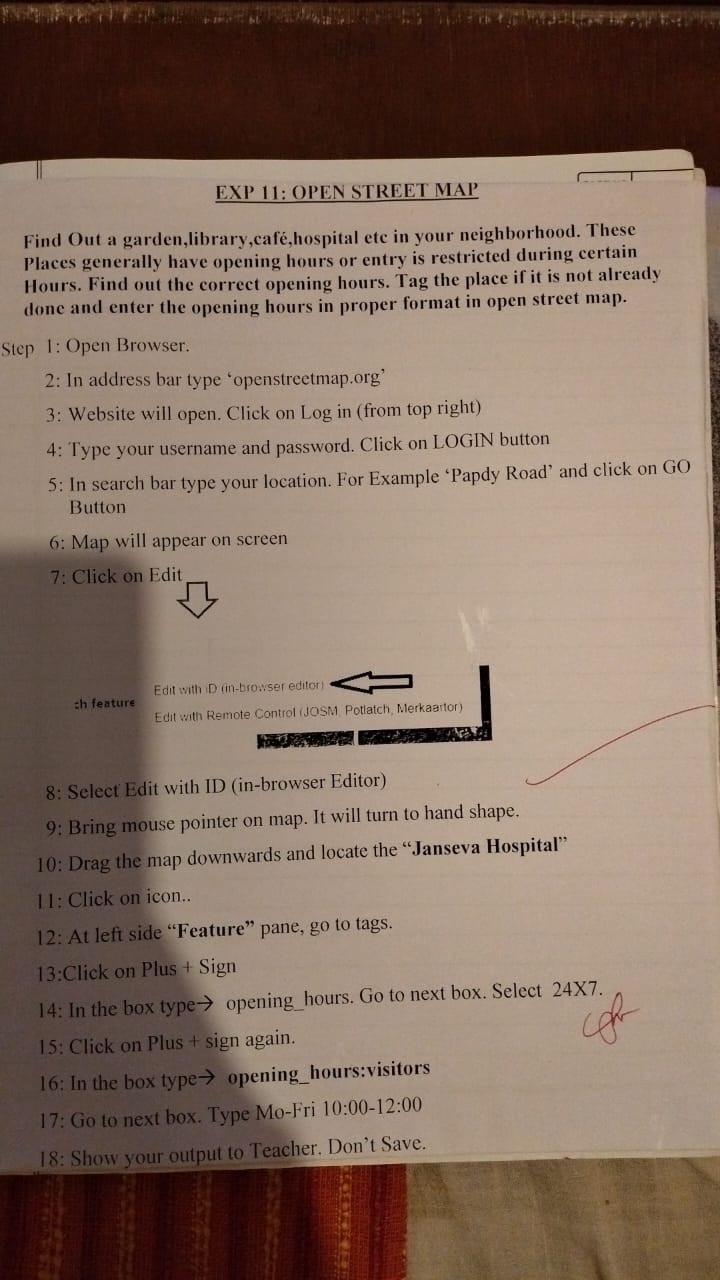 EXP 11: OPEN STREET MAP
Find Out a garden,library,café,hospital etc in your neighborhood. These
Places generally have opening hours or entry is restricted during certain
Hours. Find out the correct opening hours. Tag the place if it is not already
done and enter the opening hours in proper format in open street map.
Step 1: Open Browser.
2: In address bar type ‘openstreetmap.org’
3: Website will open. Click on Log in (from top right)
4: Type your username and password. Click on LOGIN button
5: In search bar type your location. For Example ‘Papdy Road’ and click on GO
Button
6: Map will appear on screen
7: Click on Edit
Edit with iD (in-browser editor)
ch feature
Edit with Remote Control (JOSM, Potlatch, Merkaartor)
8: Select Edit with ID (in-browser Editor)
9: Bring mouse pointer on map. It will turn to hand shape.
10: Drag the map downwards and locate the “Janseva Hospital”
11: Click on icon..
12: At left side “Feature” pane, go to tags.
13:Click on Plus + Sign
14: In the box type→ opening_hours. Go to next box. Select 24X7.
15: Click on Plus + sign again.
16: In the box type→ opening_hours:visitors
17: Go to next box. Type Mo-Fri 10:00-12:00
18: Show your output to Teacher. Don’t Save.